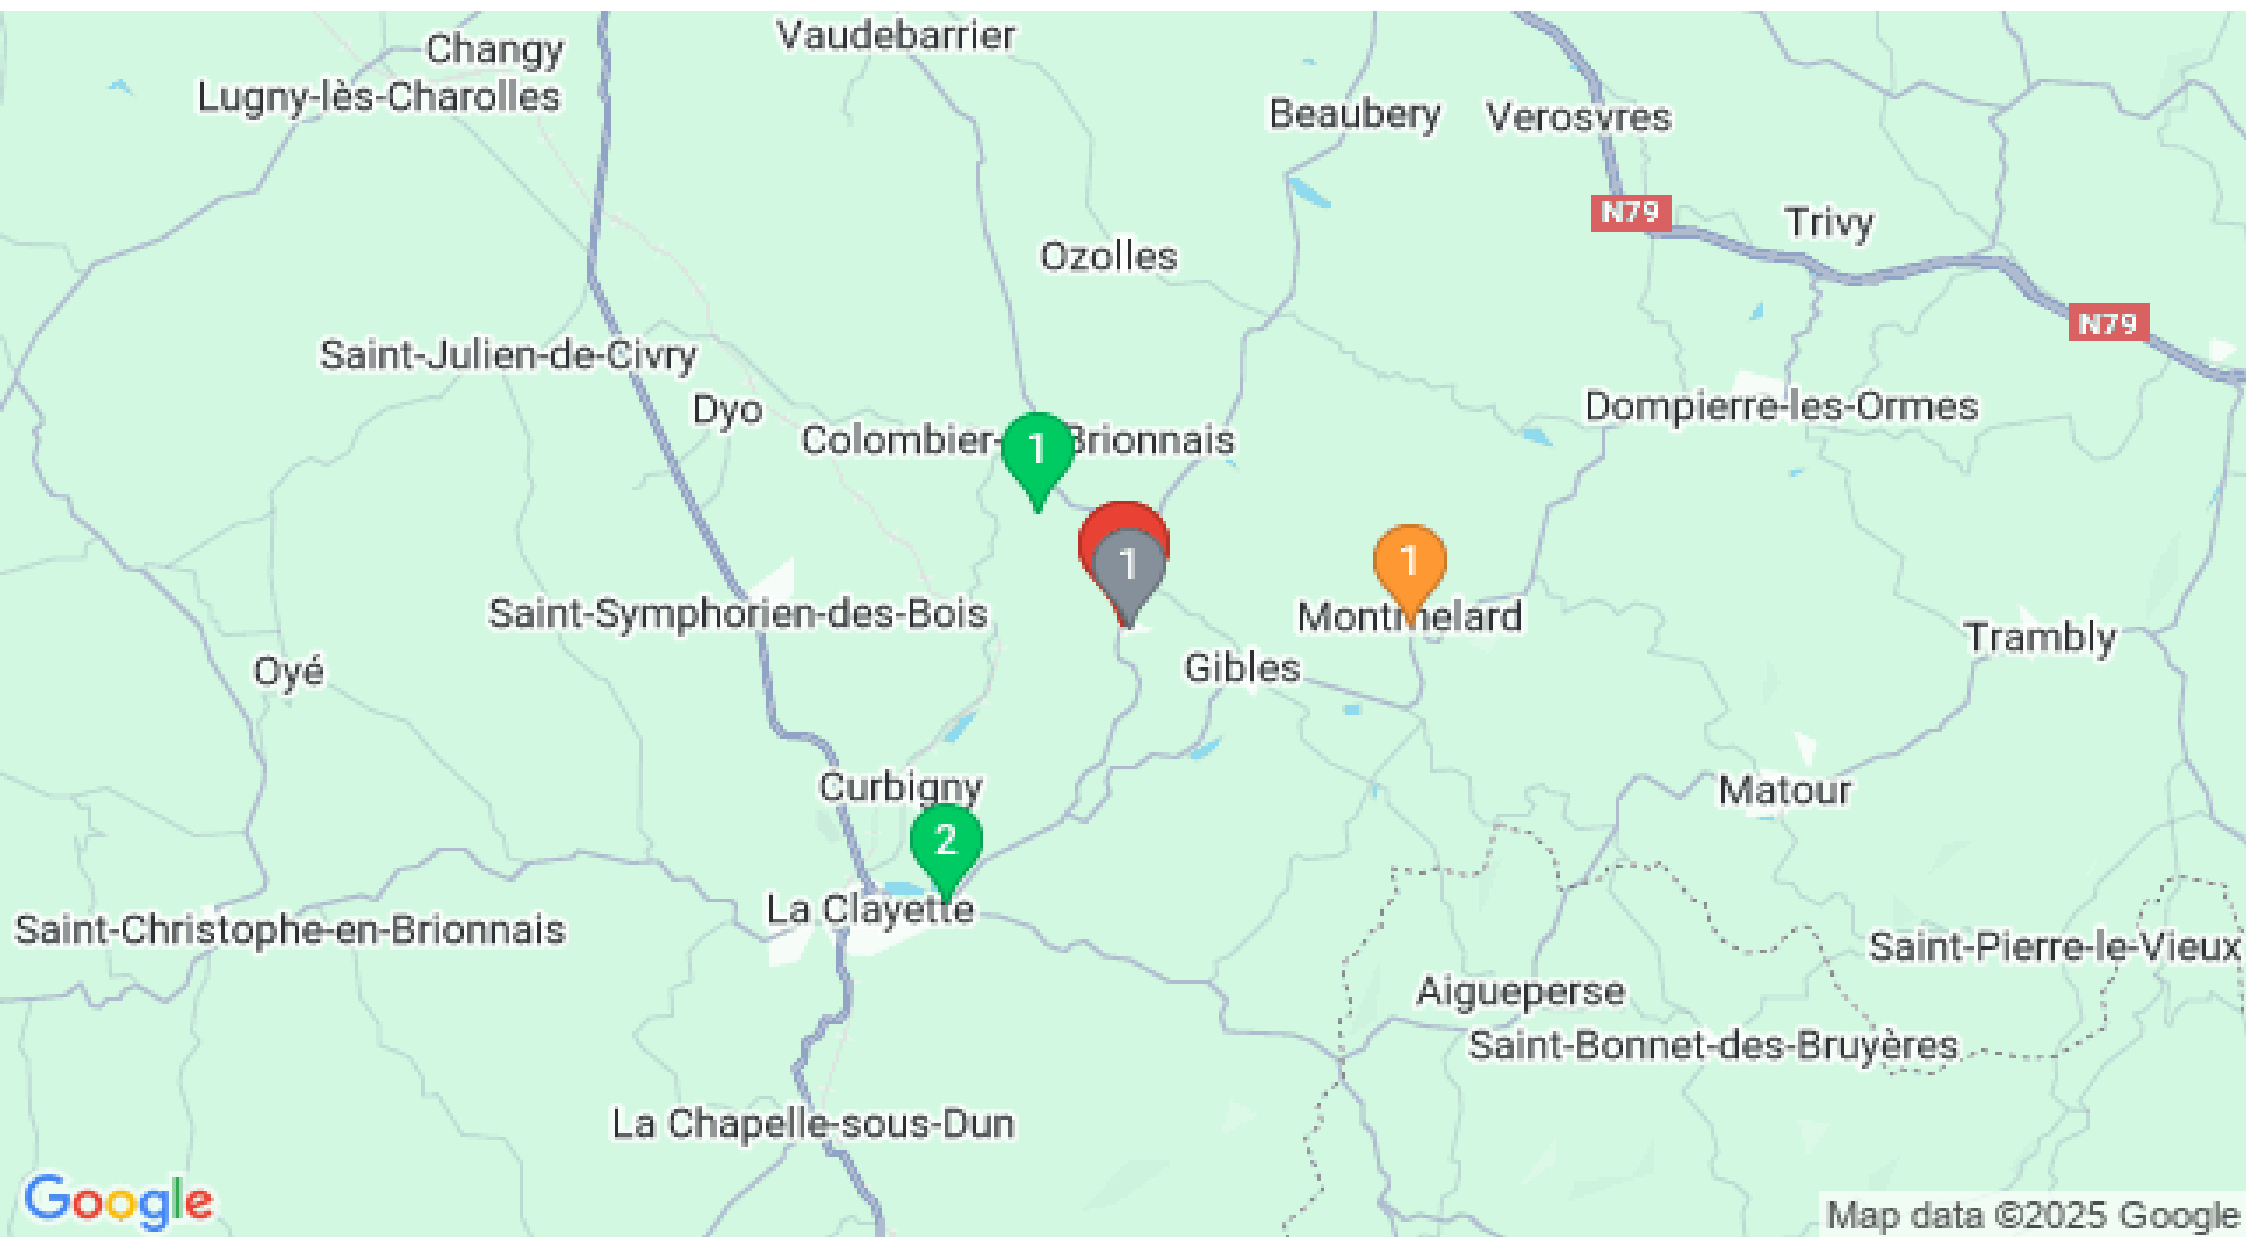 Vaudebarrier
Changy
Lugny-lès-Charolles
Beaubery
Verosvres
N79
Trivy
Ozolles
N79
Saint-Julien-de-Civry
Dyo
Dompierre-les-Ormes
Colombier- Brionnais
1
1
1
Saint-Symphorien-des-Bois
Montmelard
Trambly
Oyé
Gibles
Curbigny
Matour
2
La Clayette
Saint-Christophe-en-Brionnais
Saint-Pierre-le-Vieux
Aigueperse
Saint-Bonnet-des-Bruyères
La Chapelle-sous-Dun
Google
Map data ©2025 Google